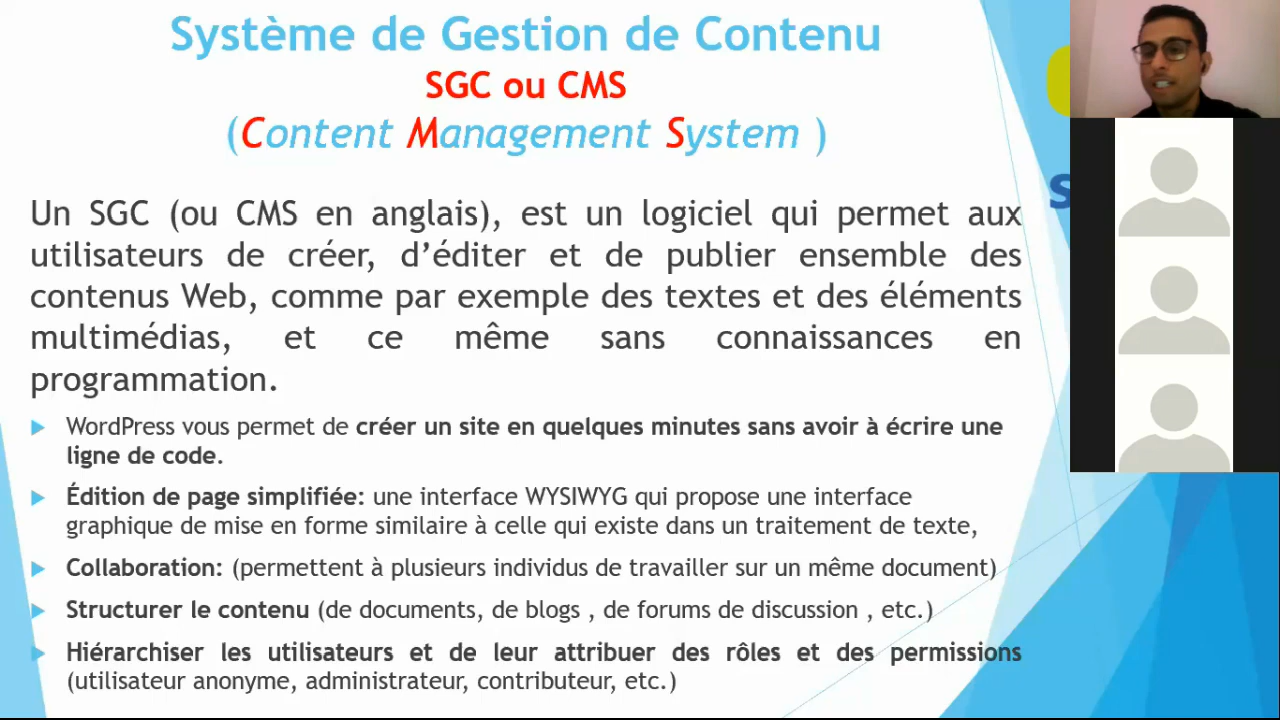 Système de Gestion de Contenu
SGC ou CMS
(Content Management System )
Un SGC (ou CMS en anglais), est un logiciel qui permet aux
utilisateurs de créer, d’éditer et de publier ensemble des
contenus Web, comme par exemple des textes et des éléments
multimédias, et ce même sans connaissances en
programmation.
WordPress vous permet de créer un site en quelques minutes sans avoir à écrire une
ligne de code.
Édition de page simplifiée: une interface WYSIWYG qui propose une interface
graphique de mise en forme similaire à celle qui existe dans un traitement de texte,
Collaboration: (permettent à plusieurs individus de travailler sur un même document)
Structurer le contenu (de documents, de blogs , de forums de discussion , etc.)
Hiérarchiser les utilisateurs et de leur attribuer des rôles et des permissions
(utilisateur anonyme, administrateur, contributeur, etc.)